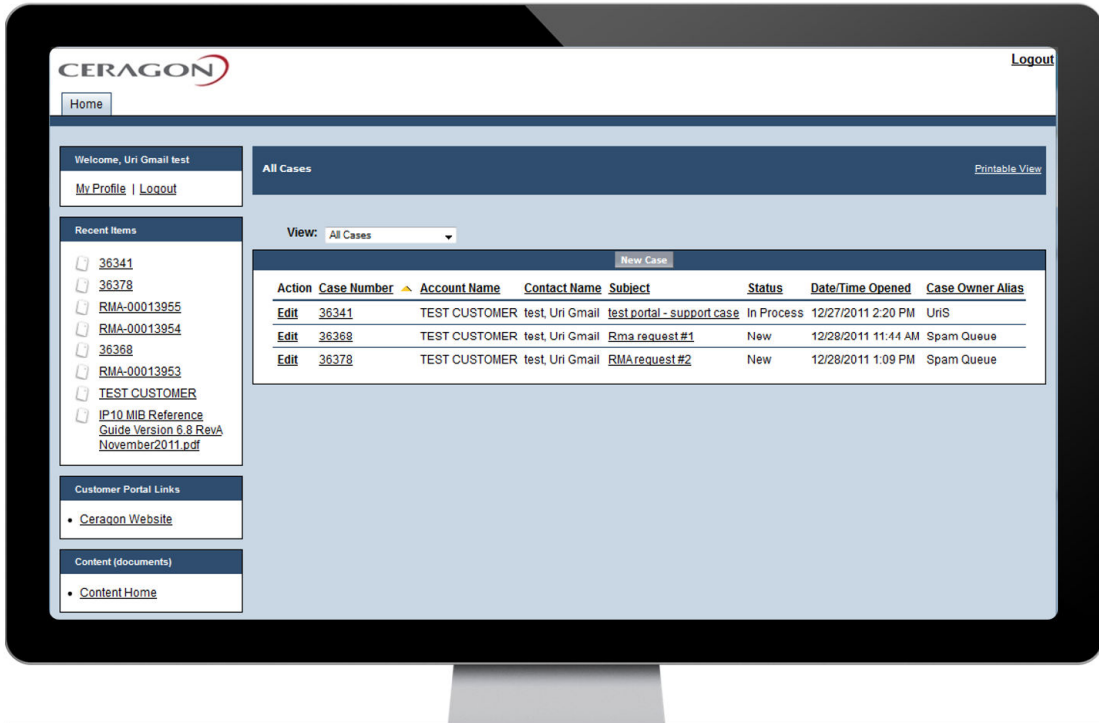 CERAGON
Logout
Home
Welcome, Uri Gmail test
My Profile | Logout
Recent Items
36341
36378
RMA-00013955
RMA-00013954
36368
RMA-00013953
TEST CUSTOMER
IP10 MIB Reference
Guide Version 6.8 RevA
November2011.pdf
Customer Portal Links
• Ceragon Website
Content (documents)
• Content Home
All Cases
Printable View
View: All Cases
New Case
Action Case Number Account Name Contact Name Subject Status Date/Time Opened Case Owner Alias
Edit 36341 TEST CUSTOMER test, Uri Gmail test portal - support case In Process 12/27/2011 2:20 PM UriS
Edit 36368 TEST CUSTOMER test, Uri Gmail Rma request #1 New 12/28/2011 11:44 AM Spam Queue
Edit 36378 TEST CUSTOMER test, Uri Gmail RMA request #2 New 12/28/2011 1:09 PM Spam Queue